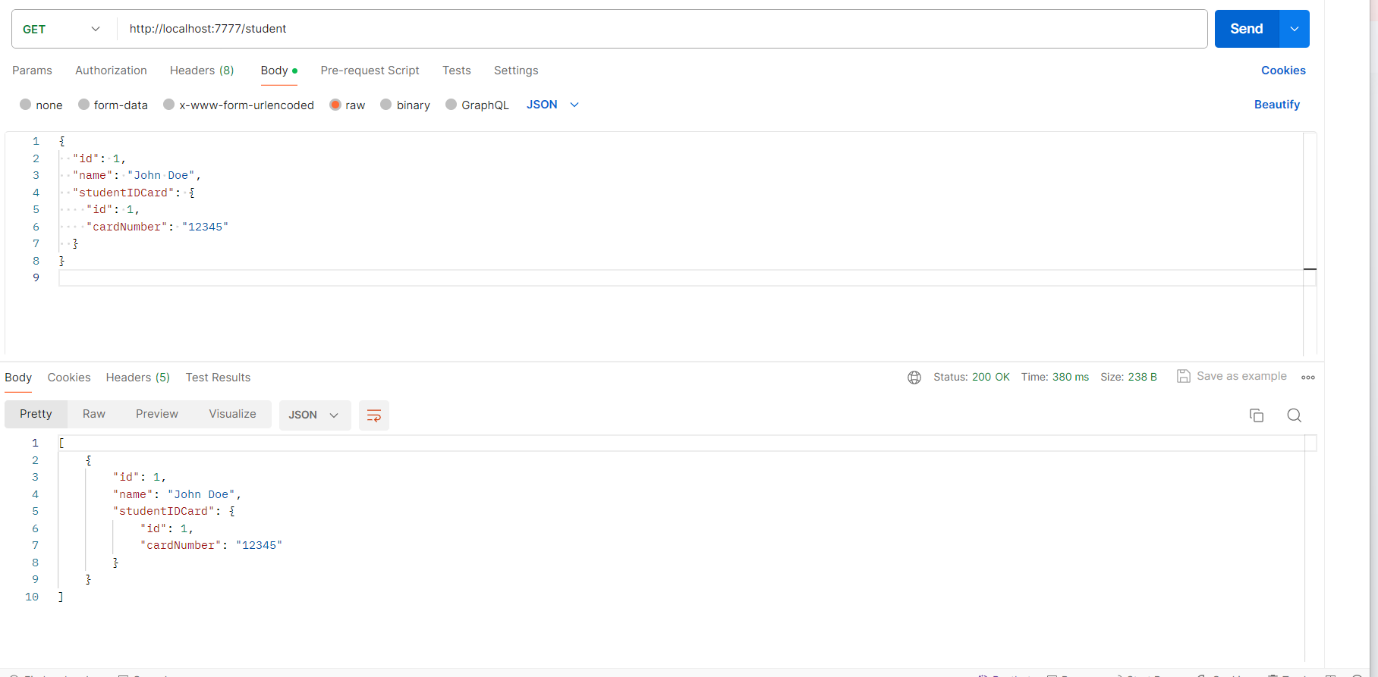 GET http://localhost:7777/student Send
Params Authorization Headers (8) Body Pre-request Script Tests Settings Cookies
none form-data x-www-form-urlencoded raw binary GraphQL JSON Beautify
1 {
2 "id": 1,
3 "name": "John Doe",
4 "studentIDCard": {
5 "id": 1,
6 "cardNumber": "12345"
7 }
8 }
9
Body Cookies Headers (5) Test Results Status: 200 OK Time: 380 ms Size: 238 B Save as example
Pretty Raw Preview Visualize JSON
1 [
2 {
3 "id": 1,
4 "name": "John Doe",
5 "studentIDCard": {
6 "id": 1,
7 "cardNumber": "12345"
8 }
9 }
10 ]